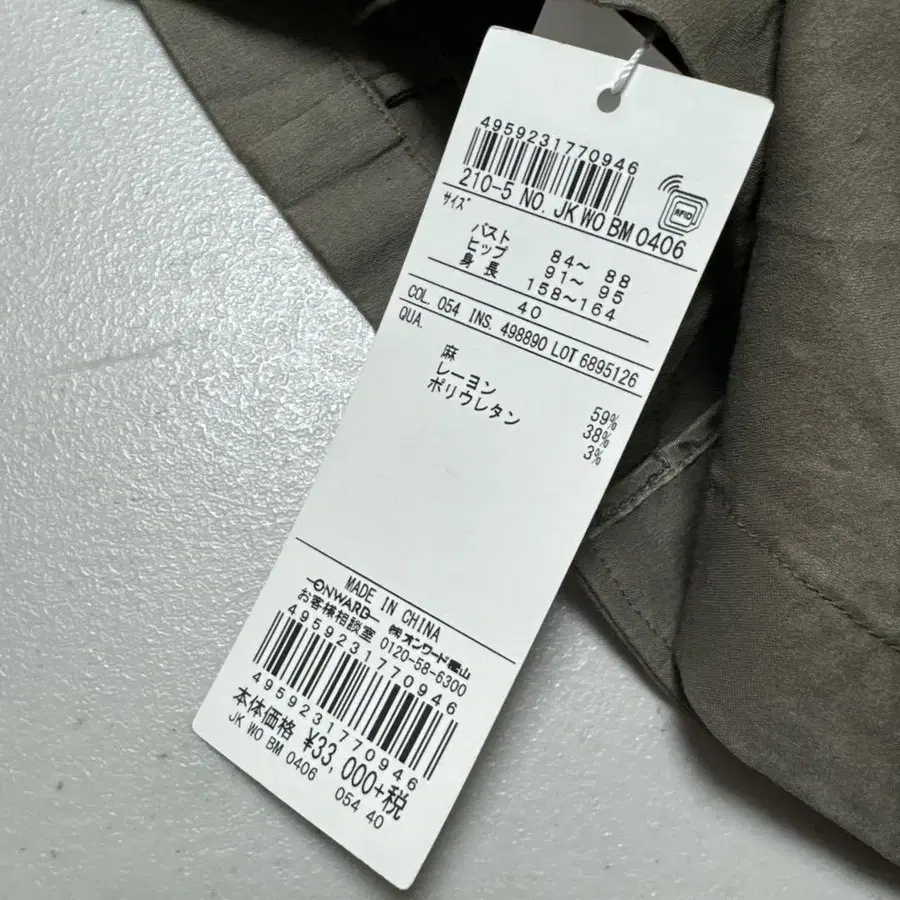 4959231770946
210-5 NO. JK WO BM 0406
RFID
サイズ
バスト 84～ 88
ヒップ 91～ 95
身長 158～164
40
COL. 054 INS. 498890 LOT 6895126
QUA.
麻 59%
レーヨン 38%
ポリウレタン 3%
MADE IN CHINA
ONWARD ㈱オンワード樫山
お客様相談室 0120-58-6300
4959231770946
4959231770946
本体価格 ¥33,000+税
JK WO BM 0406 054 40